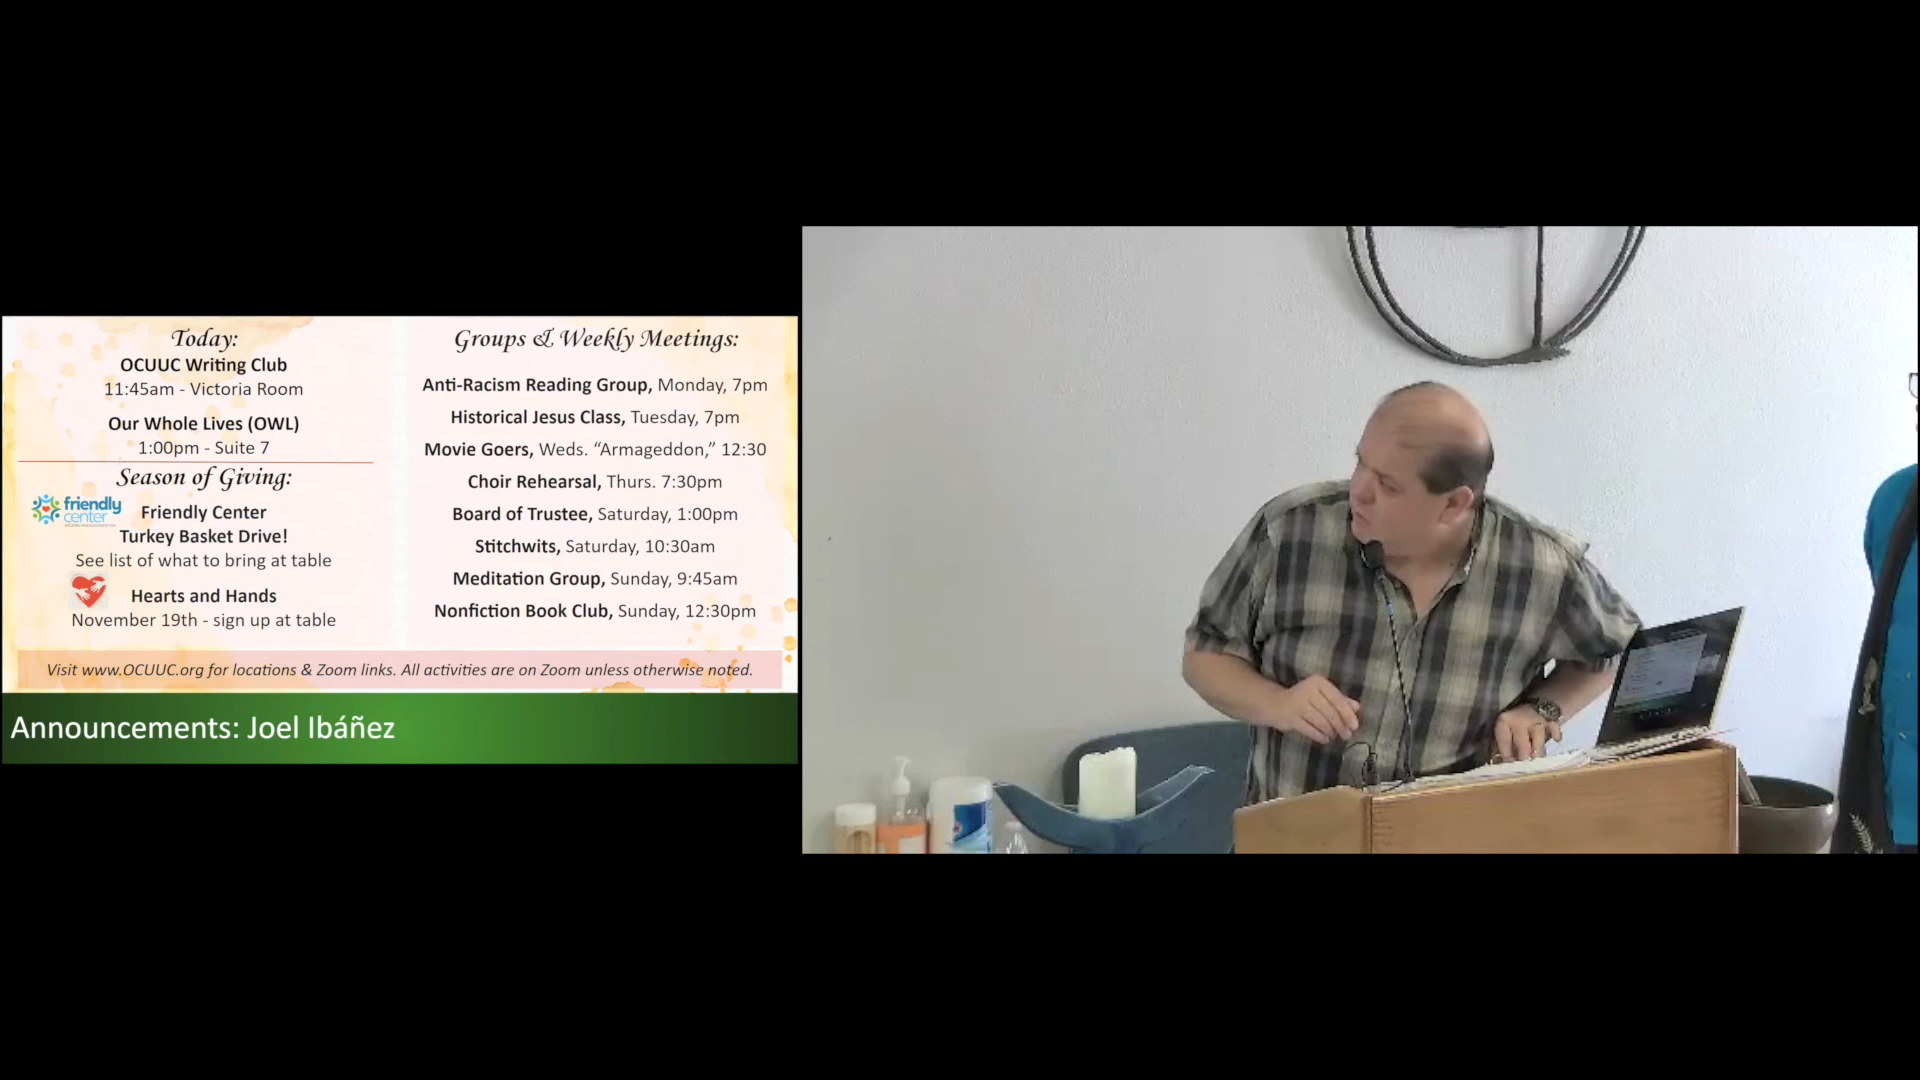 Today:
OCUUC Writing Club
11:45am - Victoria Room
Our Whole Lives (OWL)
1:00pm - Suite 7
Season of Giving:
friendly
center
Friendly Center
Turkey Basket Drive!
See list of what to bring at table
Hearts and Hands
November 19th - sign up at table
Groups & Weekly Meetings:
Anti-Racism Reading Group, Monday, 7pm
Historical Jesus Class, Tuesday, 7pm
Movie Goers, Weds. “Armageddon,” 12:30
Choir Rehearsal, Thurs. 7:30pm
Board of Trustee, Saturday, 1:00pm
Stitchwits, Saturday, 10:30am
Meditation Group, Sunday, 9:45am
Nonfiction Book Club, Sunday, 12:30pm
Visit www.OCUUC.org for locations & Zoom links. All activities are on Zoom unless otherwise noted.
Announcements: Joel Ibáñez